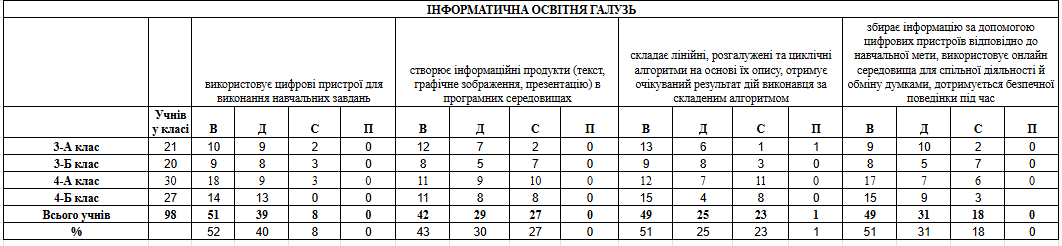 ІНФОРМАТИЧНА ОСВІТНЯ ГАЛУЗЬ
використовує цифрові пристрої для
виконання навчальних завдань
створює інформаційні продукти (текст,
графічне зображення, презентацію) в
програмних середовищах
складає лінійні, розгалужені та циклічні
алгоритми на основі їх опису, отримує
очікуваний результат дій виконавця за
складеним алгоритмом
збирає інформацію за допомогою
цифрових пристроїв відповідно до
навчальної мети, використовує онлайн
середовища для спільної діяльності й
обміну думками, дотримується безпечної
поведінки під час
Учнів
у класі В Д С П В Д С П В Д С П В Д С П
3-А клас 21 10 9 2 0 12 7 2 0 13 6 1 1 9 10 2 0
3-Б клас 20 9 8 3 0 8 5 7 0 9 8 3 0 8 5 7 0
4-А клас 30 18 9 3 0 11 9 10 0 12 7 11 0 17 7 6 0
4-Б клас 27 14 13 0 0 11 8 8 0 15 4 8 0 15 9 3
Всього учнів 98 51 39 8 0 42 29 27 0 49 25 23 1 49 31 18 0
% 52 40 8 0 43 30 27 0 51 25 23 1 51 31 18 0